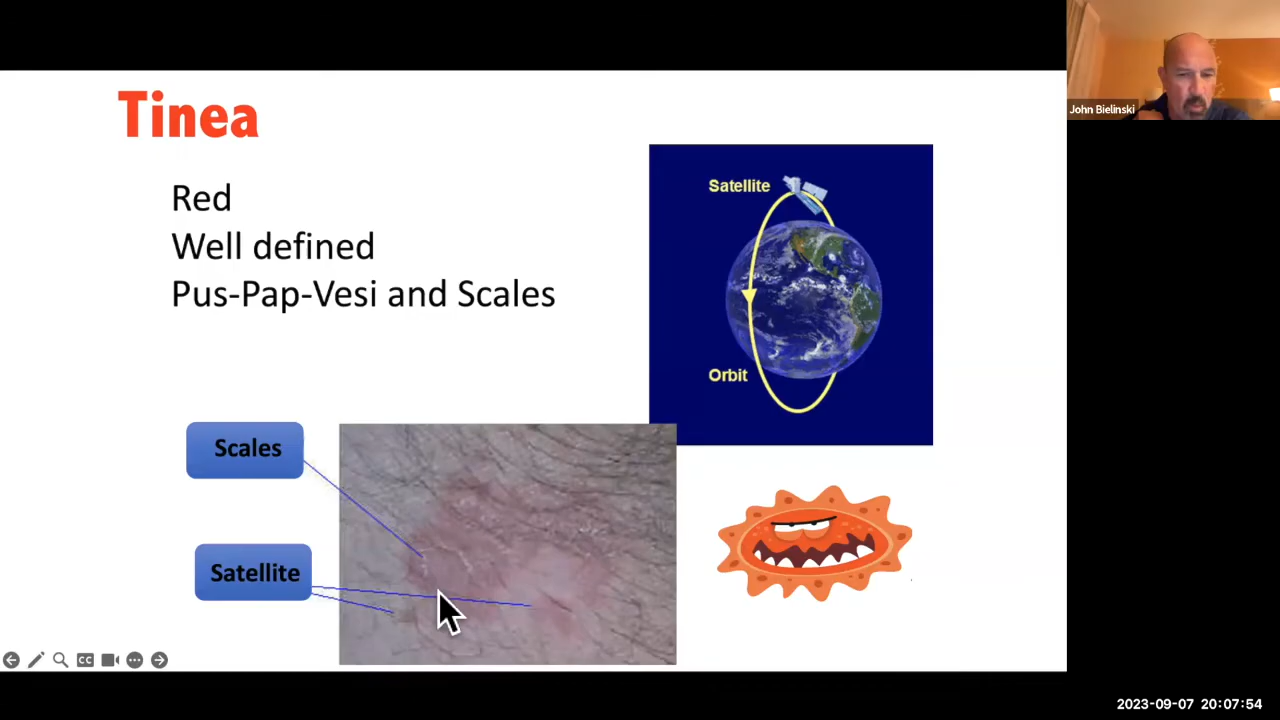 Tinea
Red
Well defined
Pus-Pap-Vesi and Scales
Satellite
Orbit
Scales
Satellite
John Bielinski
CC
2023-09-07 20:07:54